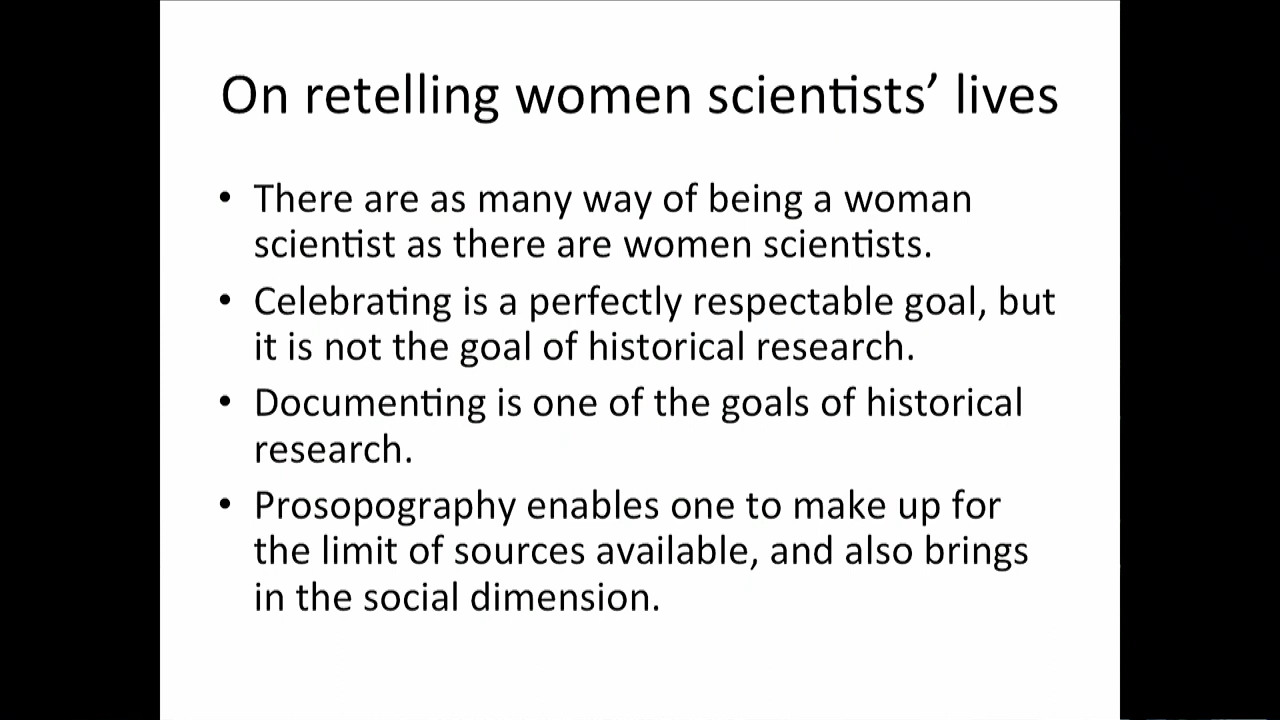 On retelling women scientists’ lives
• There are as many way of being a woman
scientist as there are women scientists.
• Celebrating is a perfectly respectable goal, but
it is not the goal of historical research.
• Documenting is one of the goals of historical
research.
• Prosopography enables one to make up for
the limit of sources available, and also brings
in the social dimension.